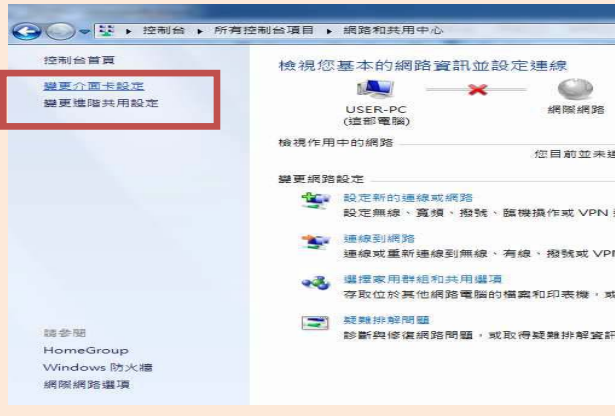 控制台 ▸ 所有控制台項目 ▸ 網路和共用中心
控制台首頁
變更介面卡設定
變更進階共用設定
檢視您基本的網路資訊並設定連線
USER-PC
(這部電腦)
網際網路
檢視作用中的網路
您目前並未連
變更網路設定
設定新的連線或網路
設定無線、寬頻、撥號、臨機操作或 VPN
連線到網路
連線或重新連線到無線、有線、撥號或 VPN
選擇家用群組和共用選項
存取位於其他網路電腦的檔案和印表機，或
疑難排解問題
診斷與修復網路問題，或取得疑難排解資訊
請參閱
HomeGroup
Windows 防火牆
網際網路選項